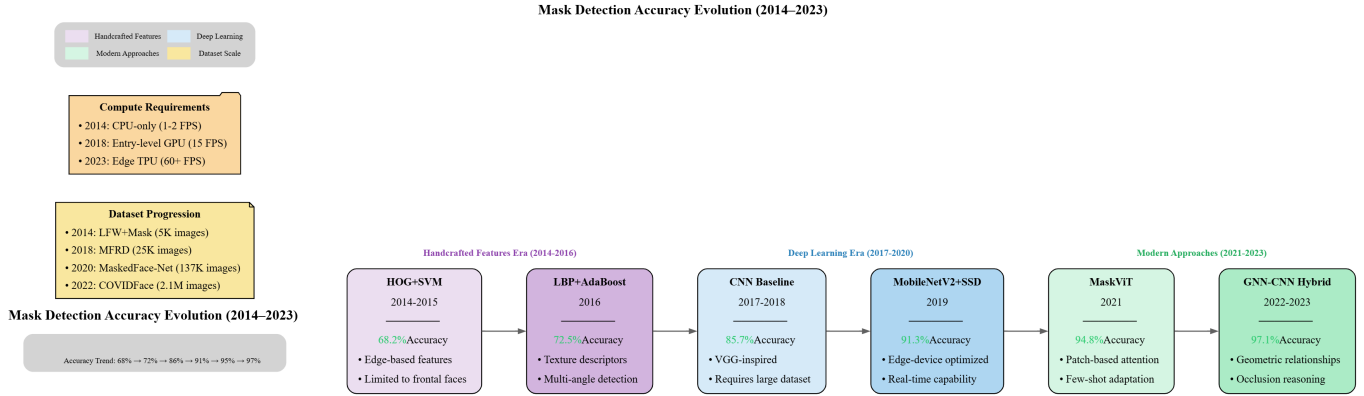 Mask Detection Accuracy Evolution (2014–2023)
Handcrafted Features
Deep Learning
Modern Approaches
Dataset Scale
Compute Requirements
• 2014: CPU-only (1-2 FPS)
• 2018: Entry-level GPU (15 FPS)
• 2023: Edge TPU (60+ FPS)
Dataset Progression
• 2014: LFW+Mask (5K images)
• 2018: MFRD (25K images)
• 2020: MaskedFace-Net (137K images)
• 2022: COVIDFace (2.1M images)
Mask Detection Accuracy Evolution (2014–2023)
Accuracy Trend: 68% → 72% → 86% → 91% → 95% → 97%
Handcrafted Features Era (2014-2016)
HOG+SVM
2014-2015
68.2%Accuracy
• Edge-based features
• Limited to frontal faces
LBP+AdaBoost
2016
72.5%Accuracy
• Texture descriptors
• Multi-angle detection
Deep Learning Era (2017-2020)
CNN Baseline
2017-2018
85.7%Accuracy
• VGG-inspired
• Requires large dataset
MobileNetV2+SSD
2019
91.3%Accuracy
• Edge-device optimized
• Real-time capability
Modern Approaches (2021-2023)
MaskViT
2021
94.8%Accuracy
• Patch-based attention
• Few-shot adaptation
GNN-CNN Hybrid
2022-2023
97.1%Accuracy
• Geometric relationships
• Occlusion reasoning